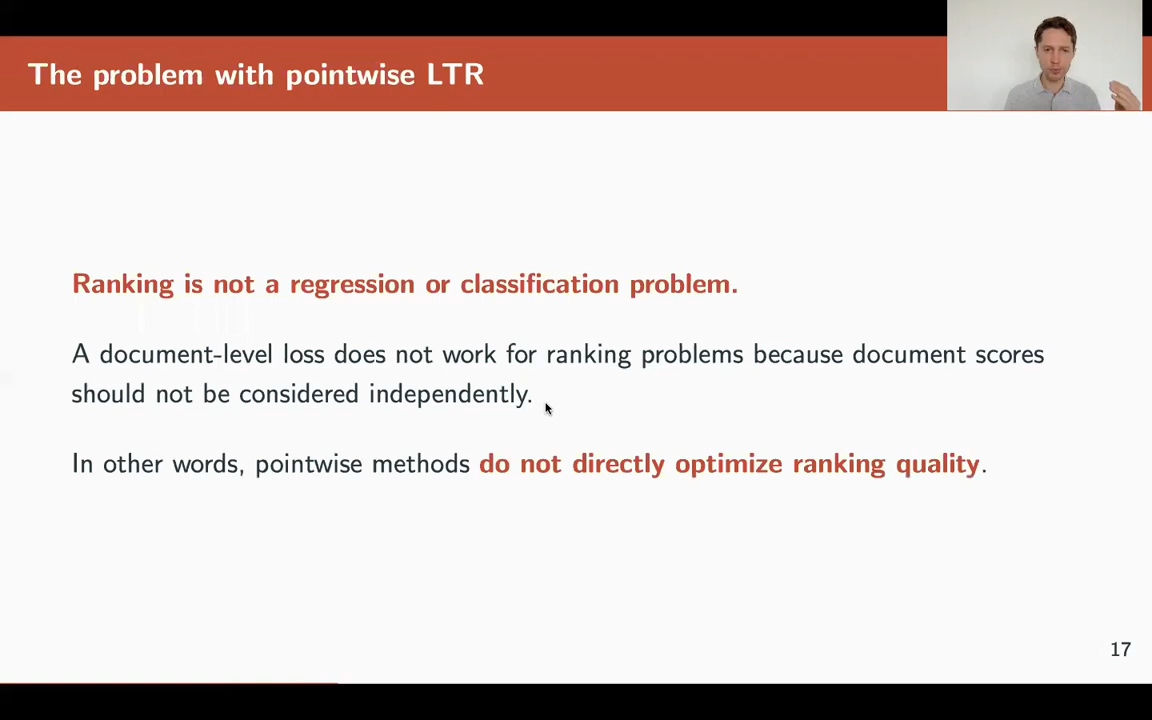 The problem with pointwise LTR
Ranking is not a regression or classification problem.
A document-level loss does not work for ranking problems because document scores
should not be considered independently.
In other words, pointwise methods do not directly optimize ranking quality.
17